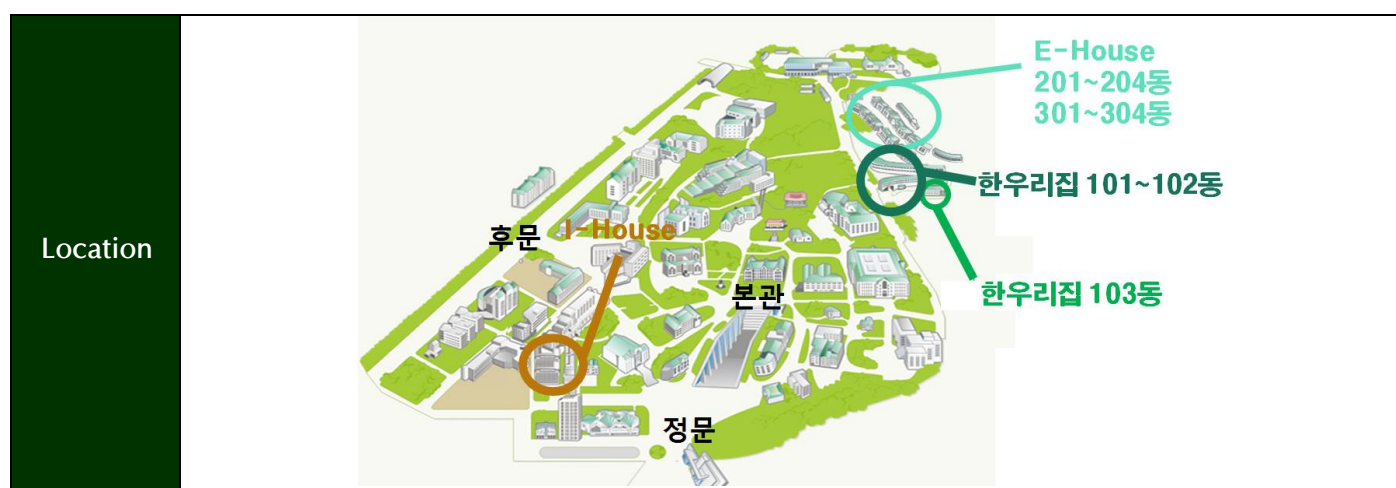 Location
E-House
201~204동
301~304동
한우리집 101~102동
후문
I-House
본관
한우리집 103동
정문